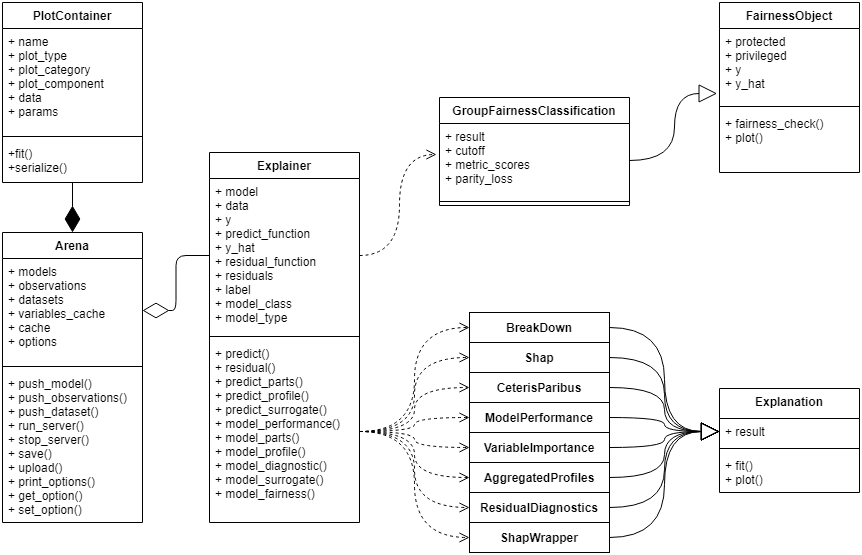 PlotContainer
+ name
+ plot_type
+ plot_category
+ plot_component
+ data
+ params
+fit()
+serialize()
Arena
+ models
+ observations
+ datasets
+ variables_cache
+ cache
+ options
+ push_model()
+ push_observations()
+ push_dataset()
+ run_server()
+ stop_server()
+ save()
+ upload()
+ print_options()
+ get_option()
+ set_option()
Explainer
+ model
+ data
+ y
+ predict_function
+ y_hat
+ residual_function
+ residuals
+ label
+ model_class
+ model_type
+ predict()
+ residual()
+ predict_parts()
+ predict_profile()
+ predict_surrogate()
+ model_performance()
+ model_parts()
+ model_profile()
+ model_diagnostic()
+ model_surrogate()
+ model_fairness()
GroupFairnessClassification
+ result
+ cutoff
+ metric_scores
+ parity_loss
FairnessObject
+ protected
+ privileged
+ y
+ y_hat
+ fairness_check()
+ plot()
BreakDown
Shap
CeterisParibus
ModelPerformance
VariableImportance
AggregatedProfiles
ResidualDiagnostics
ShapWrapper
Explanation
+ result
+ fit()
+ plot()